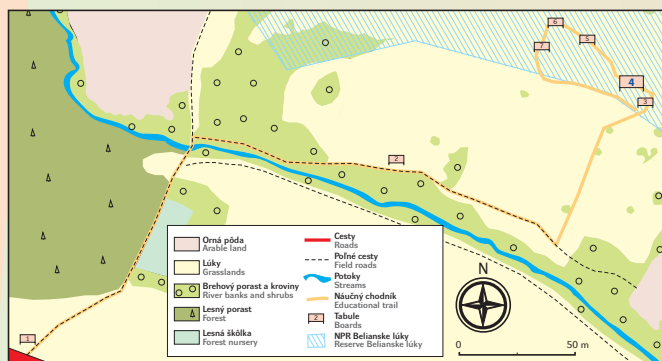 6
5
7
4
3
2
1
Orná pôda
Arable land
Lúky
Grasslands
Brehový porast a kroviny
River banks and shrubs
Lesný porast
Forest
Lesná škôlka
Forest nursery
Cesty
Roads
Poľné cesty
Field roads
Potoky
Streams
Náučný chodník
Educational trail
2
Tabule
Boards
NPR Belianske lúky
Reserve Belianske lúky
N
0 50 m